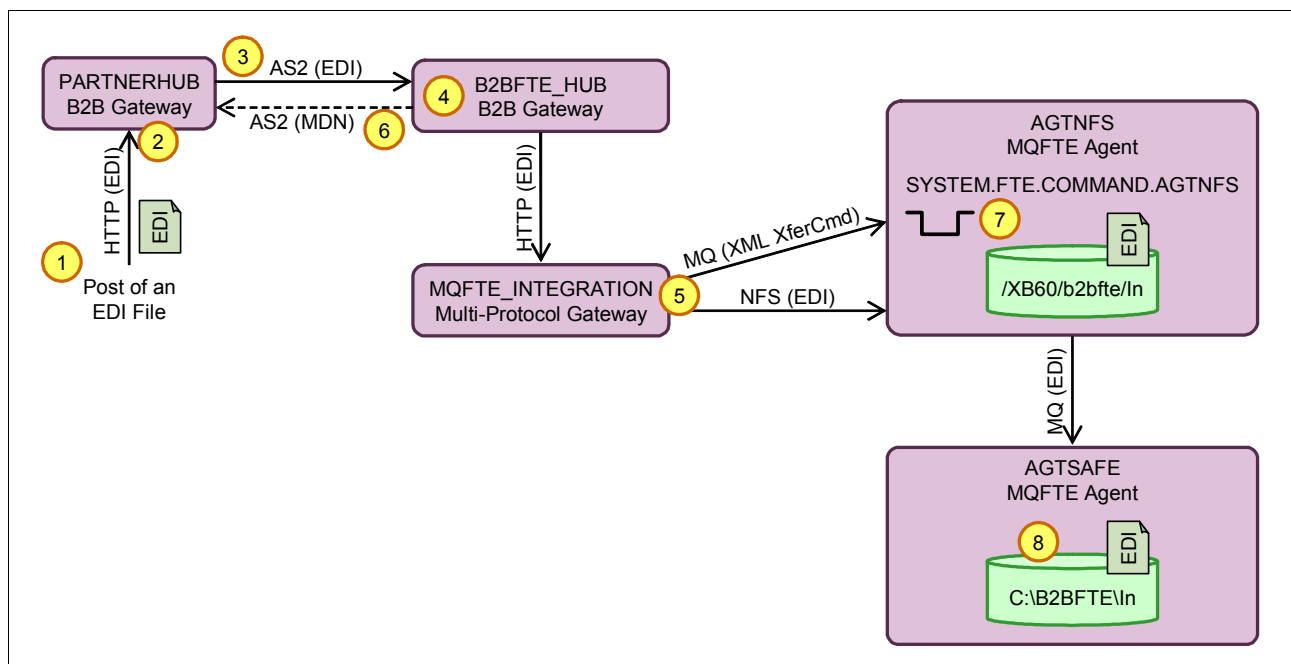 3
AS2 (EDI)
PARTNERHUB
B2B Gateway
4
B2BFTE_HUB
B2B Gateway
AS2 (MDN)
6
2
HTTP (EDI)
EDI
1
Post of an
EDI File
HTTP (EDI)
MQFTE_INTEGRATION
Multi-Protocol Gateway
5
MQ (XML XferCmd)
NFS (EDI)
AGTNFS
MQFTE Agent
SYSTEM.FTE.COMMAND.AGTNFS
7
EDI
/XB60/b2bfte/In
MQ (EDI)
AGTSAFE
MQFTE Agent
8
EDI
C:\B2BFTE\In